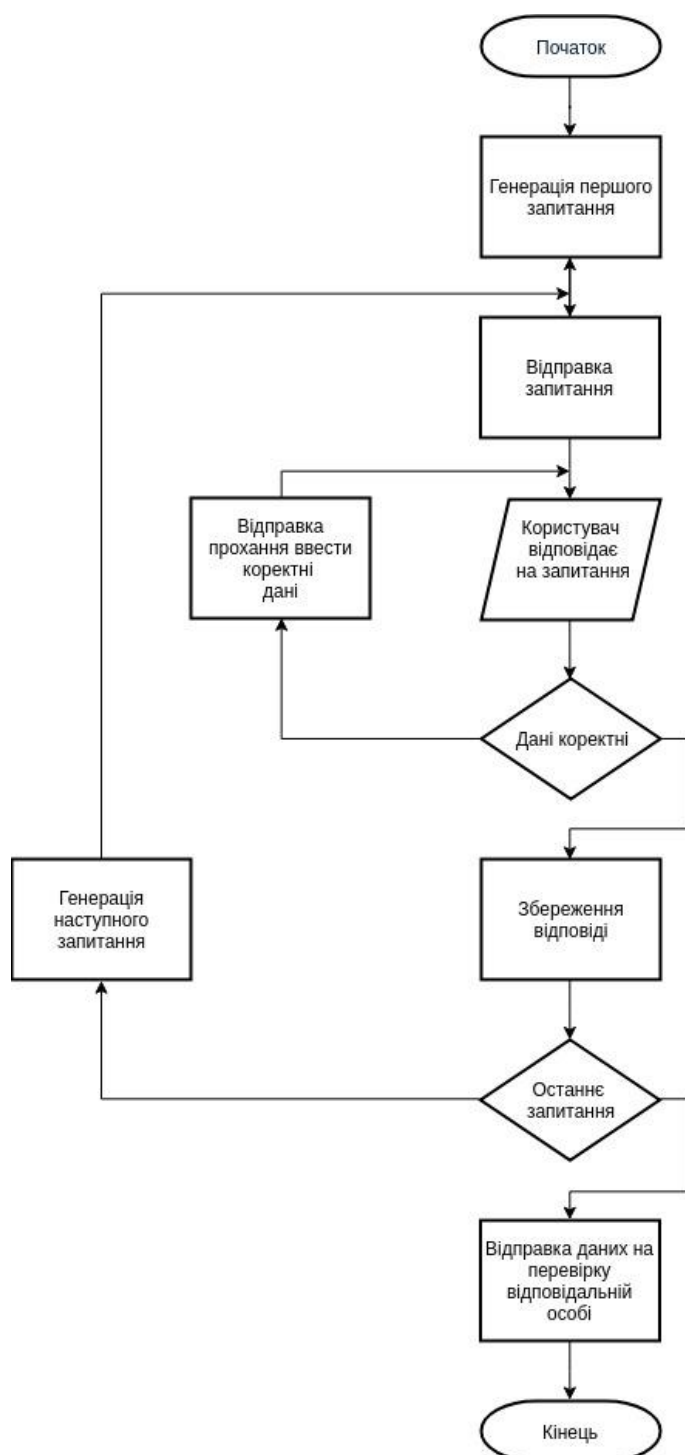 Початок
Генерація першого
запитання
Відправка
запитання
Відправка
прохання ввести
коректні
дані
Користувач
відповідає
на запитання
Дані коректні
Генерація
наступного
запитання
Збереження
відповіді
Останнє
запитання
Відправка даних на
перевірку
відповідальній
особі
Кінець